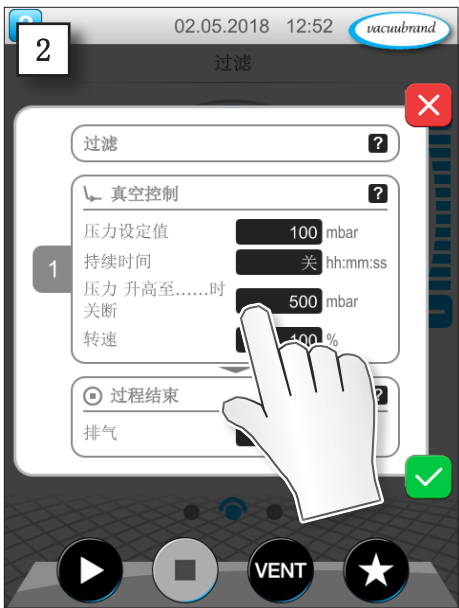 02.05.2018 12:52 vacuubrand
2
过滤
过滤 ?
真空控制 ?
压力设定值 100 mbar
1 持续时间 关 hh:mm:ss
压力 升高至……时
关断 500 mbar
转速 100 %
过程结束 ?
排气
VENT